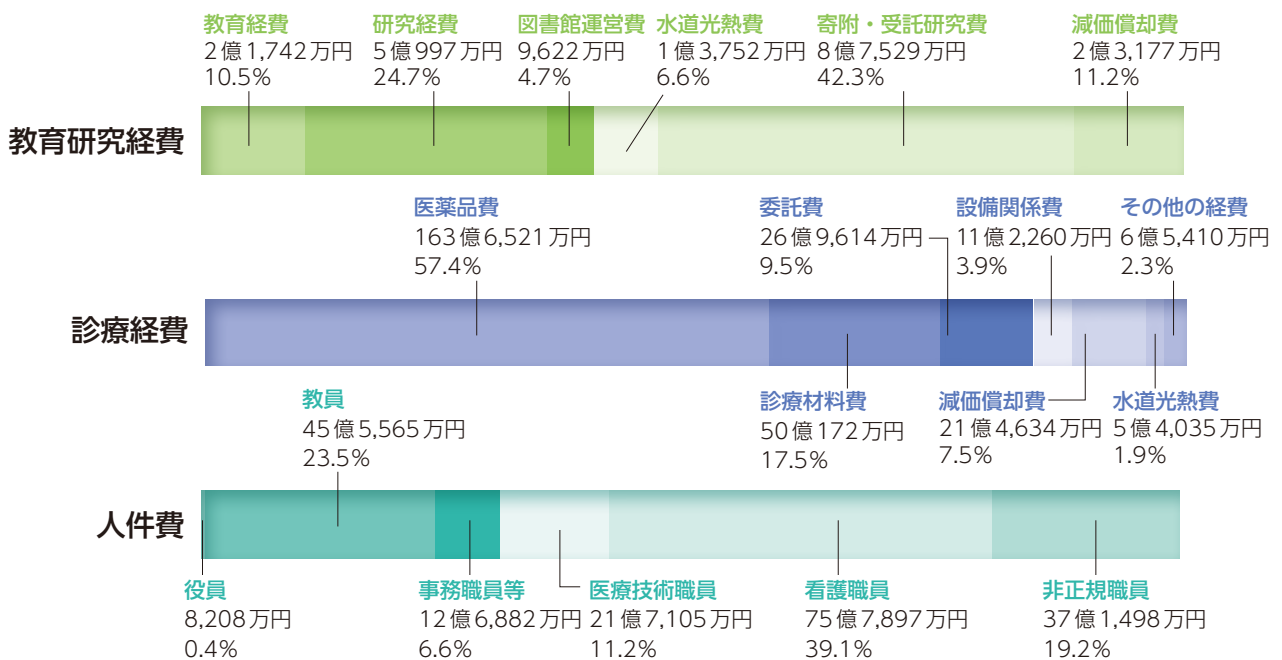 教育経費
2億1,742万円
10.5%
研究経費
5億997万円
24.7%
図書館運営費
9,622万円
4.7%
水道光熱費
1億3,752万円
6.6%
寄附・受託研究費
8億7,529万円
42.3%
減価償却費
2億3,177万円
11.2%
教育研究経費
医薬品費
163億6,521万円
57.4%
委託費
26億9,614万円
9.5%
設備関係費
11億2,260万円
3.9%
その他の経費
6億5,410万円
2.3%
診療経費
診療材料費
50億172万円
17.5%
減価償却費
21億4,634万円
7.5%
水道光熱費
5億4,035万円
1.9%
教員
45億5,565万円
23.5%
人件費
役員
8,208万円
0.4%
事務職員等
12億6,882万円
6.6%
医療技術職員
21億7,105万円
11.2%
看護職員
75億7,897万円
39.1%
非正規職員
37億1,498万円
19.2%